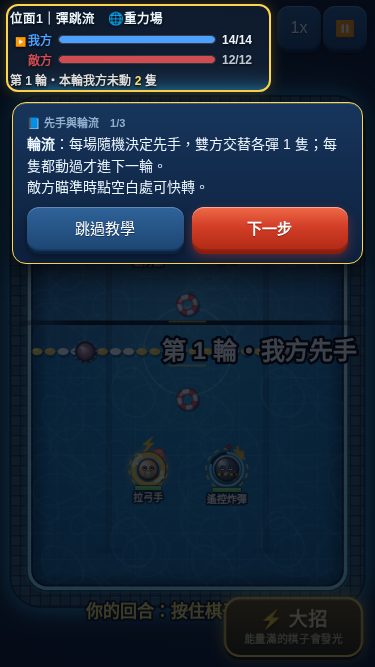 位面1｜彈跳流 🌐重力場
1x
▶ 我方 14/14
敵方 12/12
第 1 輪・本輪我方未動 2 隻
📘 先手與輪流 1/3
輪流：每場隨機決定先手，雙方交替各彈 1 隻；每
隻都動過才進下一輪。
敵方瞄準時點空白處可快轉。
跳過教學
下一步
第 1 輪・我方先手
拉弓手
遙控炸彈
你的回合：按住棋
⚡ 大招
能量滿的棋子會發光